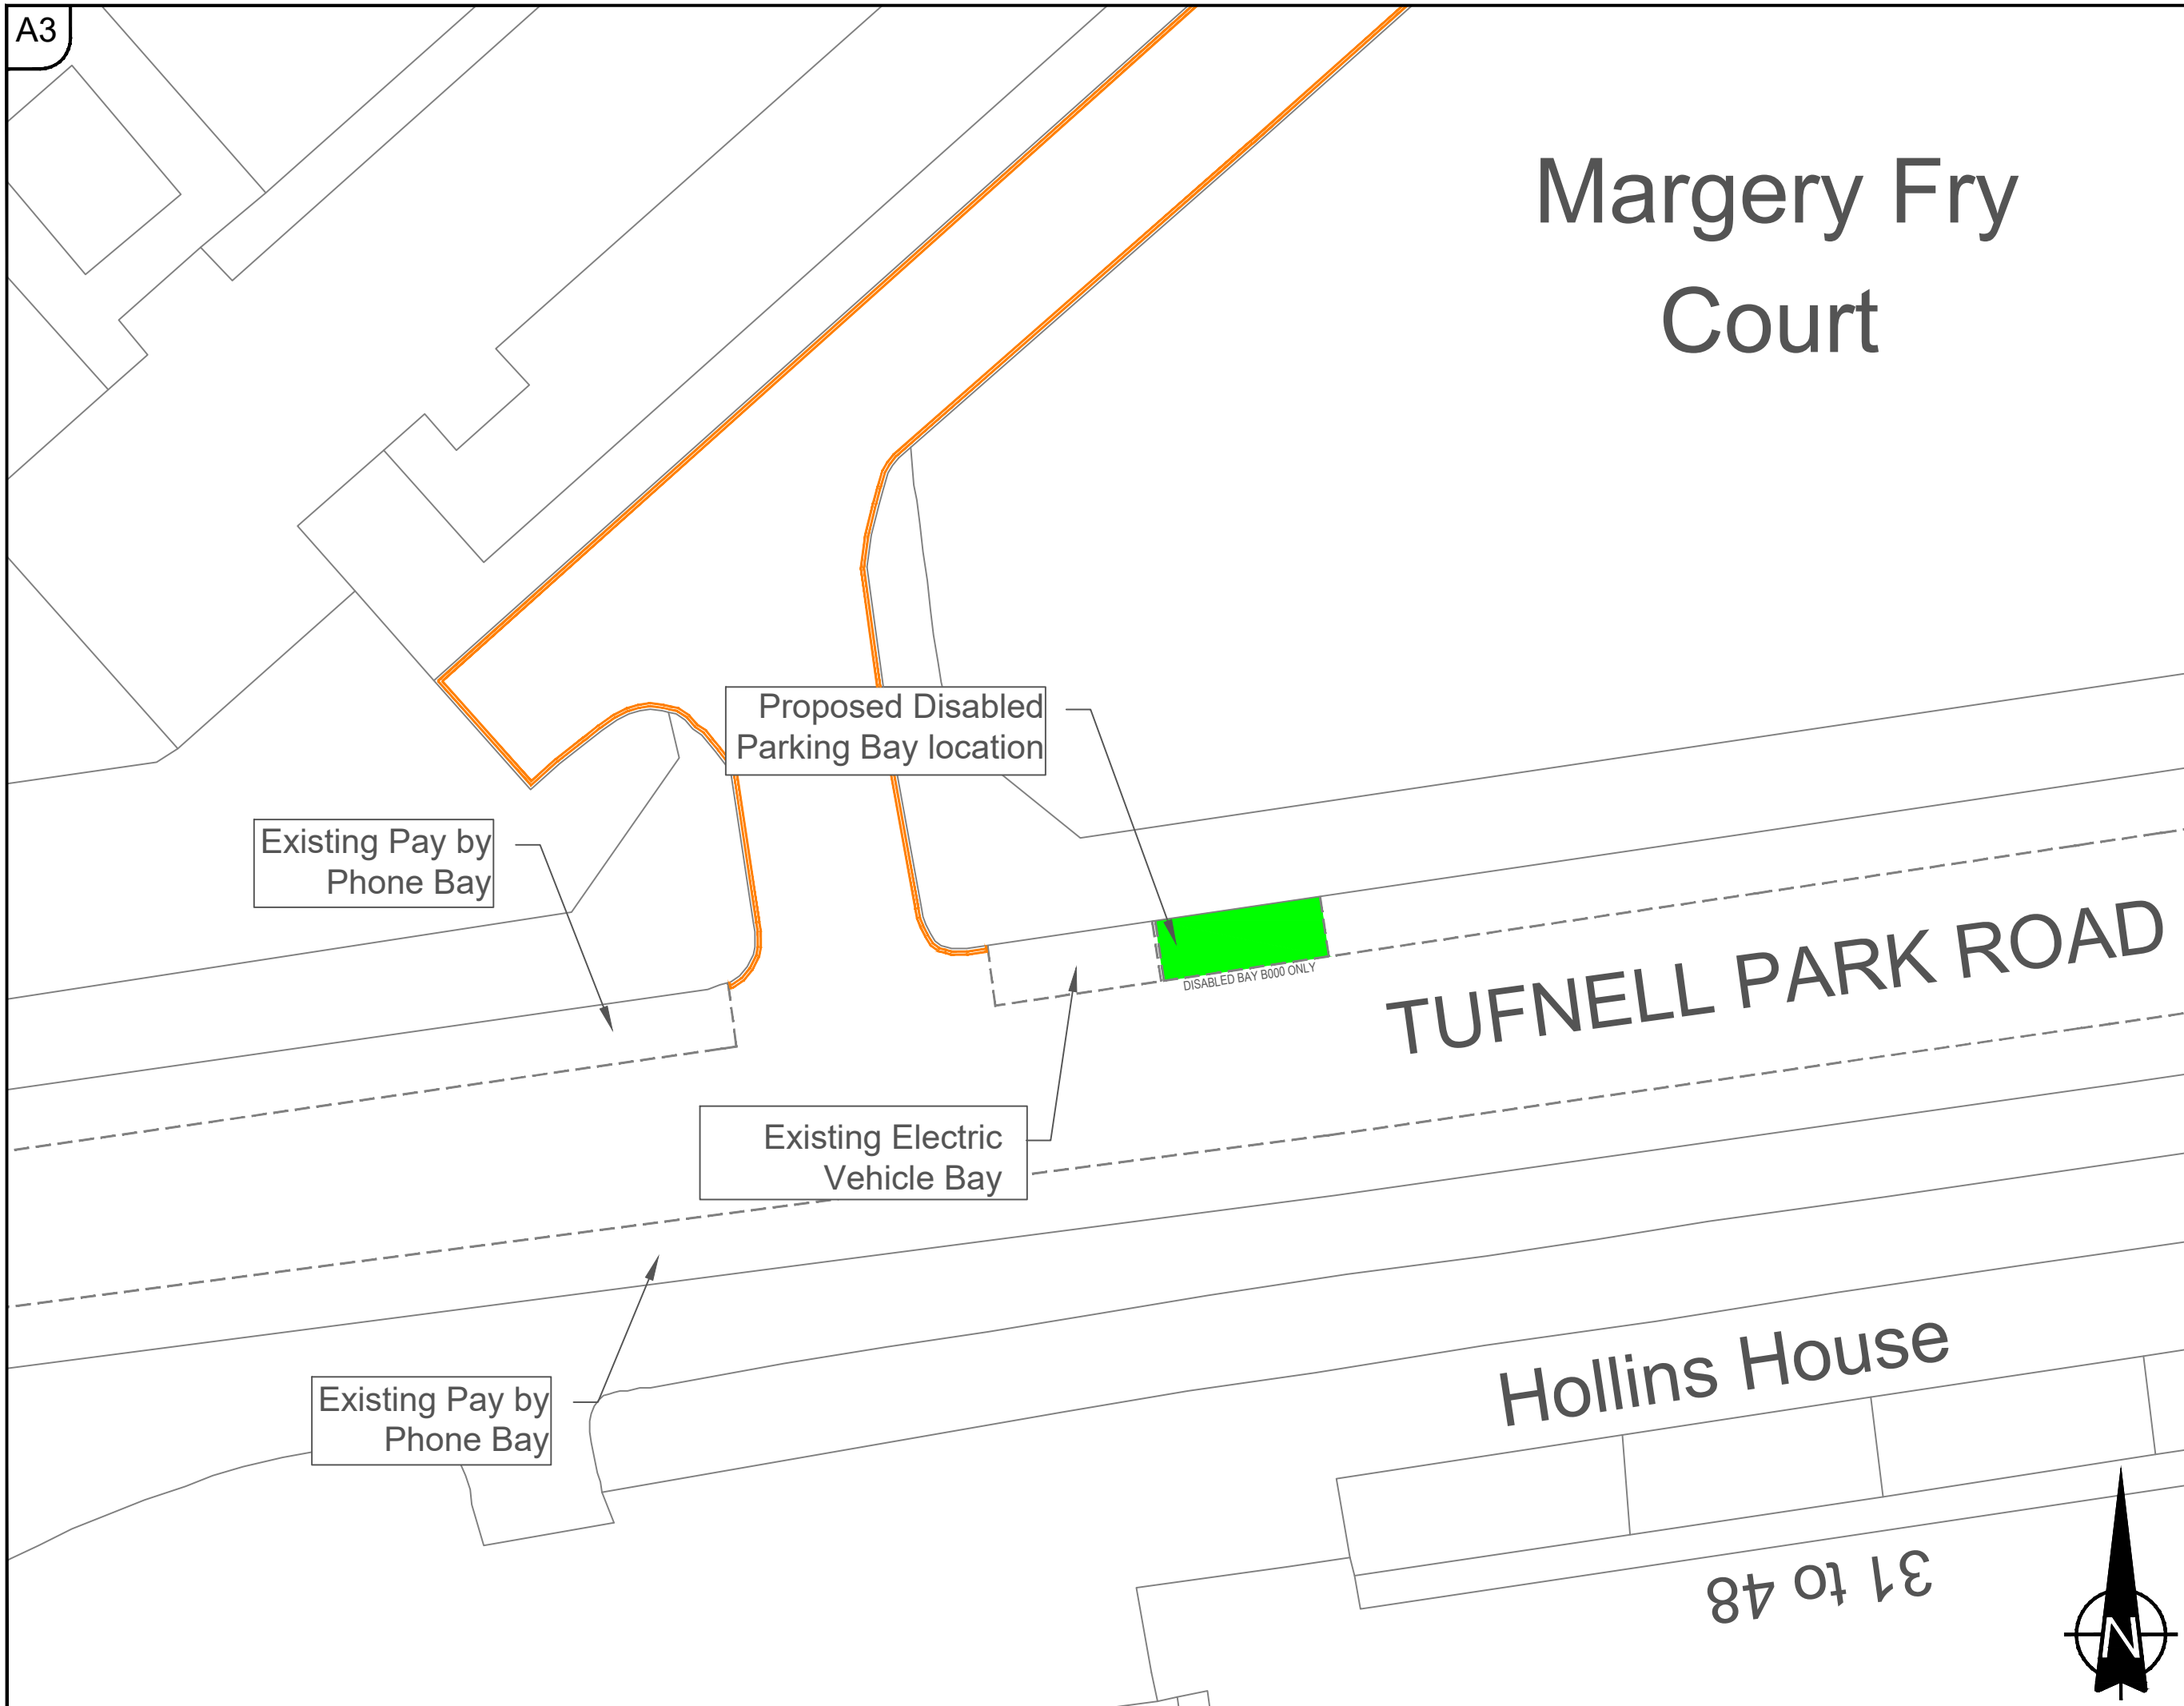 A3
Margery Fry
Court
Proposed Disabled
Parking Bay location
Existing Pay by
Phone Bay
DISABLED BAY B000 ONLY
TUFNELL PARK ROAD
Existing Electric
Vehicle Bay
Existing Pay by
Phone Bay
Hollins House
31 to 48
N